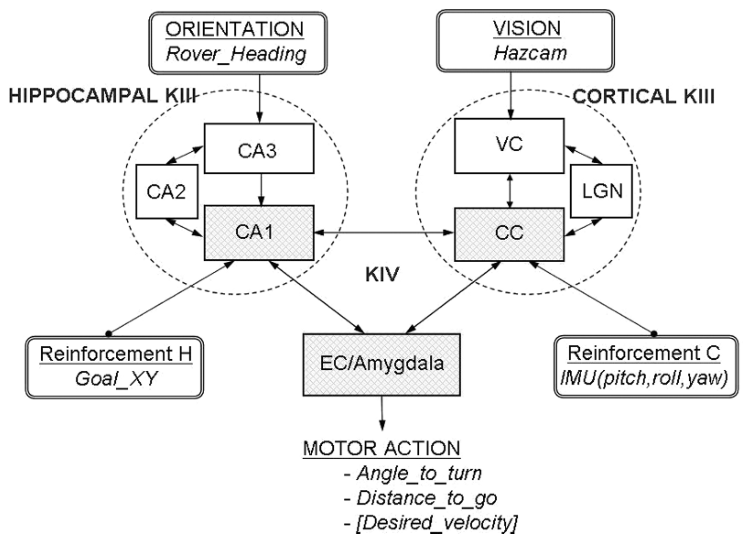 ORIENTATION
Rover_Heading
VISION
Hazcam
HIPPOCAMPAL KIII
CORTICAL KIII
CA3
CA2
CA1
VC
LGN
CC
KIV
Reinforcement H
Goal_XY
EC/Amygdala
Reinforcement C
IMU(pitch,roll,yaw)
MOTOR ACTION
- Angle_to_turn
- Distance_to_go
- [Desired_velocity]